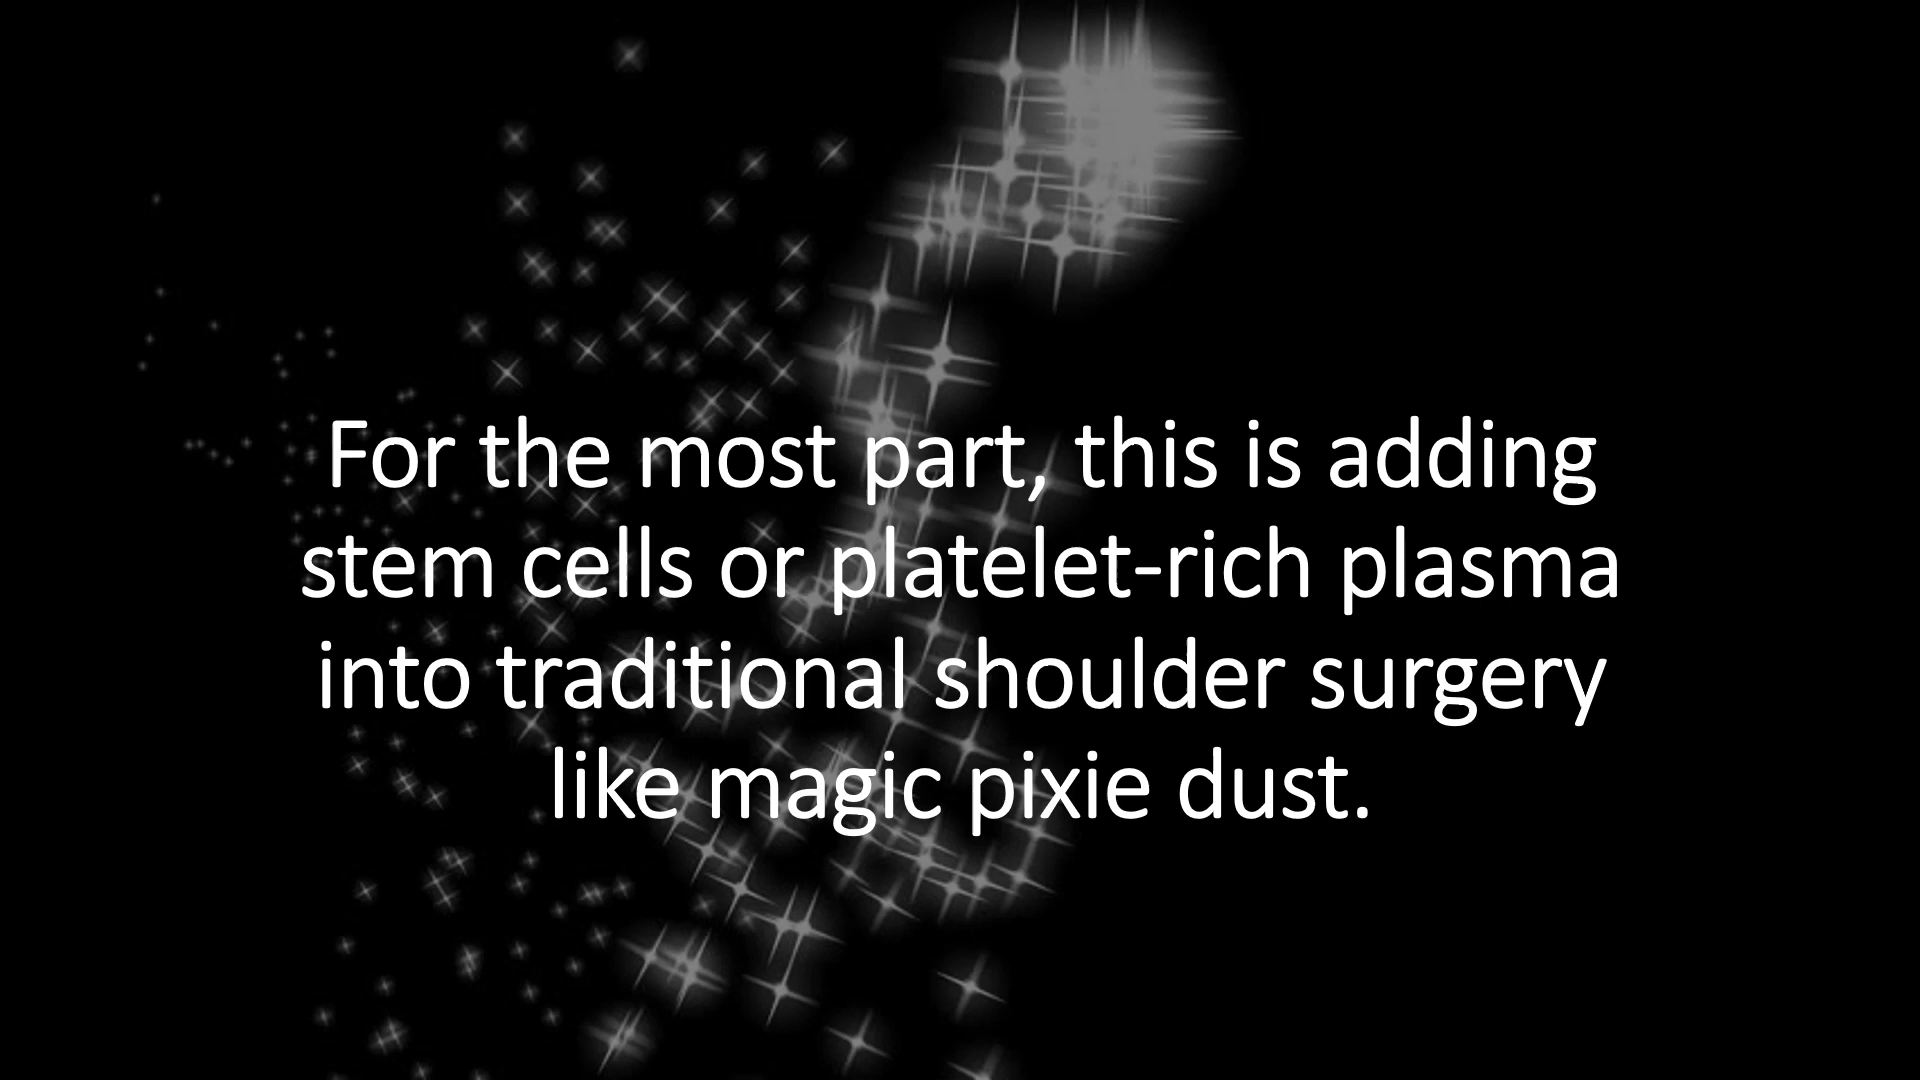 For the most part, this is adding
stem cells or platelet-rich plasma
into traditional shoulder surgery
like magic pixie dust.